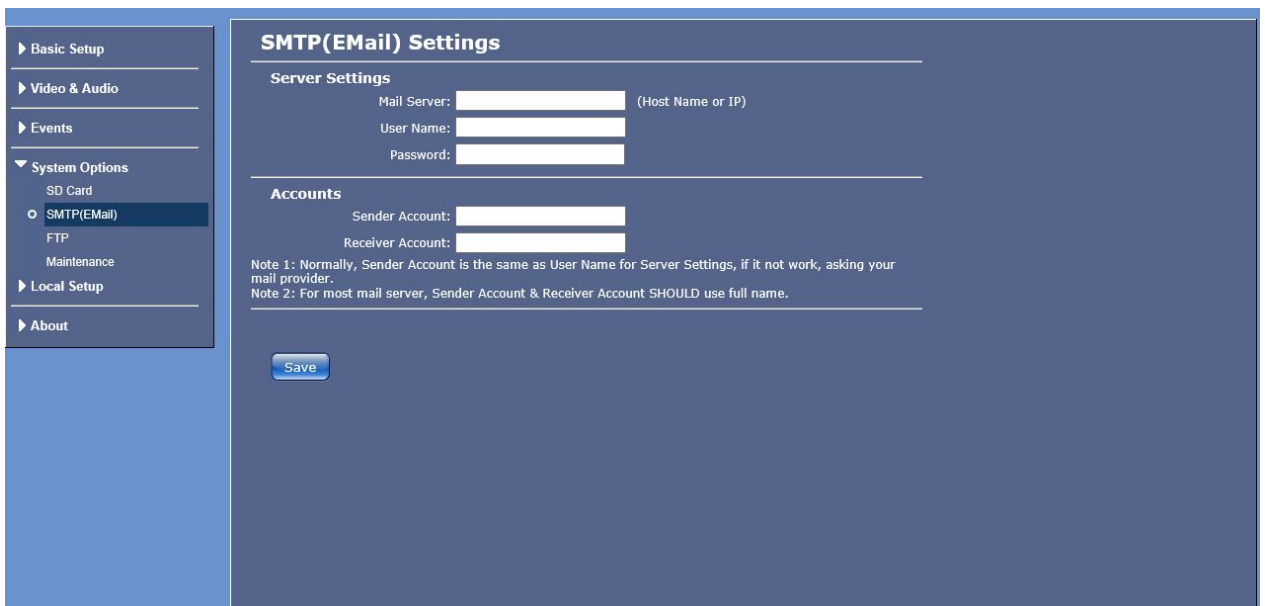 Basic Setup
Video & Audio
Events
System Options
SD Card
SMTP(EMail)
FTP
Maintenance
Local Setup
About
SMTP(EMail) Settings
Server Settings
Mail Server: (Host Name or IP)
User Name:
Password:
Accounts
Sender Account:
Receiver Account:
Note 1: Normally, Sender Account is the same as User Name for Server Settings, if it not work, asking your
mail provider.
Note 2: For most mail server, Sender Account & Receiver Account SHOULD use full name.
Save